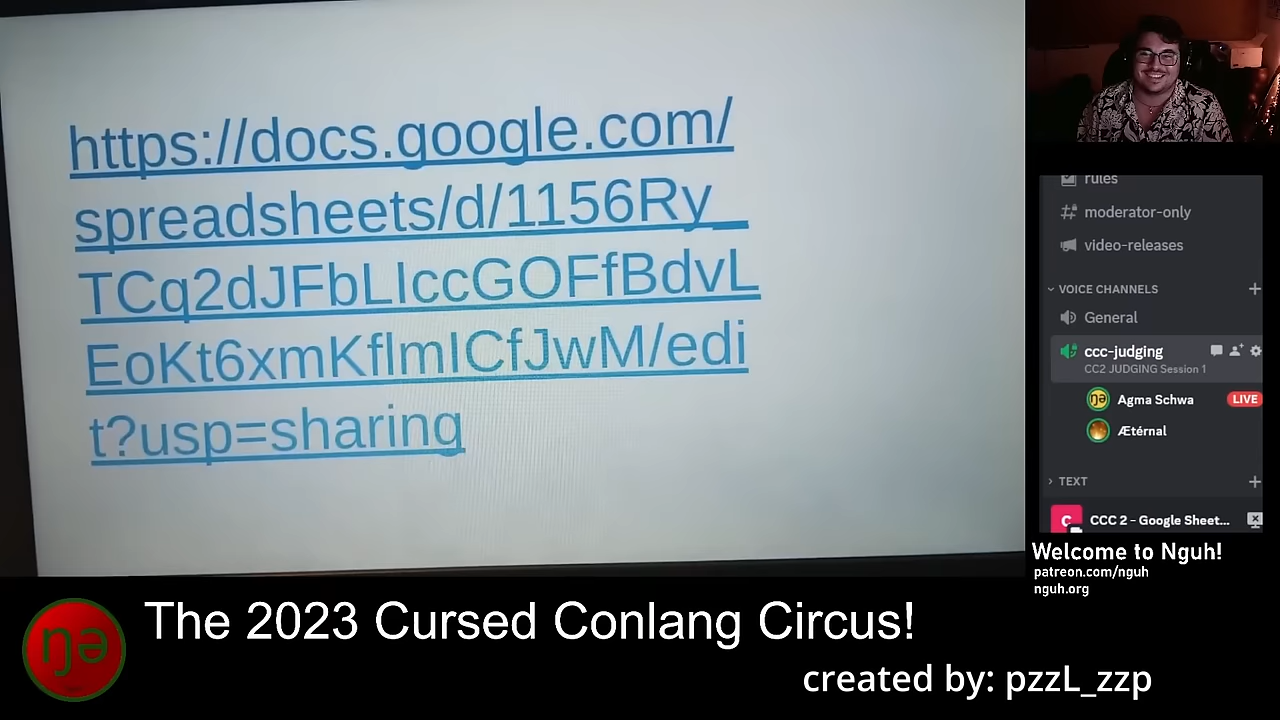 https://docs.google.com/
spreadsheets/d/1156Ry_
TCq2dJFbLIccGOFfBdvL
EoKt6xmKflmICfJwM/edi
t?usp=sharing
rules
moderator-only
video-releases
VOICE CHANNELS
General
ccc-judging
CC2 JUDGING Session 1
ŋə Agma Schwa LIVE
Ætérnal
TEXT
C CCC 2 - Google Sheet...
Welcome to Nguh!
patreon.com/nguh
nguh.org
ŋə
The 2023 Cursed Conlang Circus!
created by: pzzL_zzp